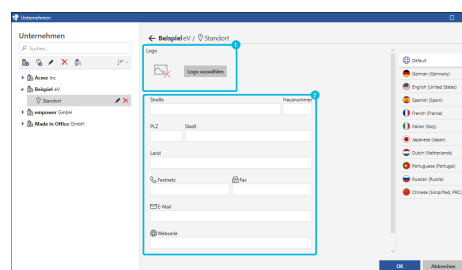 Unternehmen
Unternehmen
Suchen...
Acme Inc
Beispiel eV
Standort
empower GmbH
Made in Office GmbH
Beispiel eV / Standort
1
Logo
Logo auswählen
2
Straße Hausnummer
PLZ Stadt
Land
Festnetz Fax
E-Mail
Webseite
Default
German (Germany)
English (United States)
Spanish (Spain)
French (France)
Italian (Italy)
Japanese (Japan)
Dutch (Netherlands)
Portuguese (Portugal)
Russian (Russia)
Chinese (Simplified, PRC)
OK Abbrechen